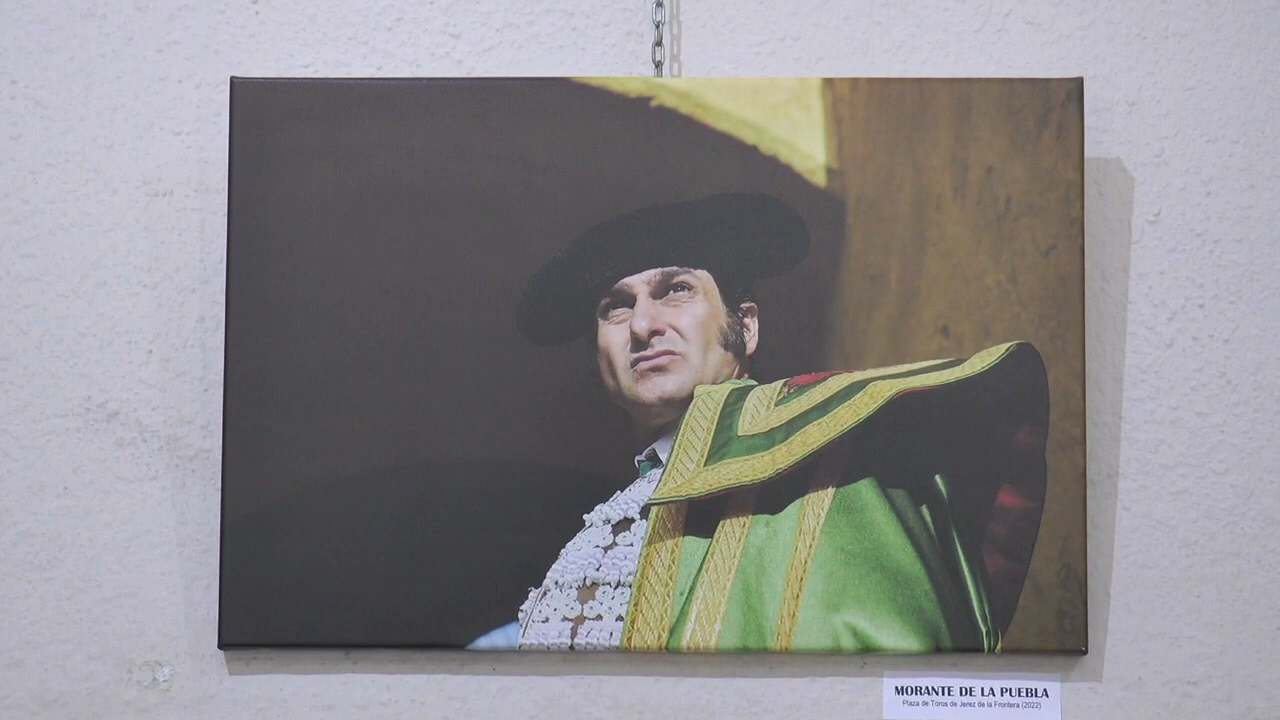 MORANTE DE LA PUEBLA
Plaza de Toros de Jerez de la Frontera (2022)